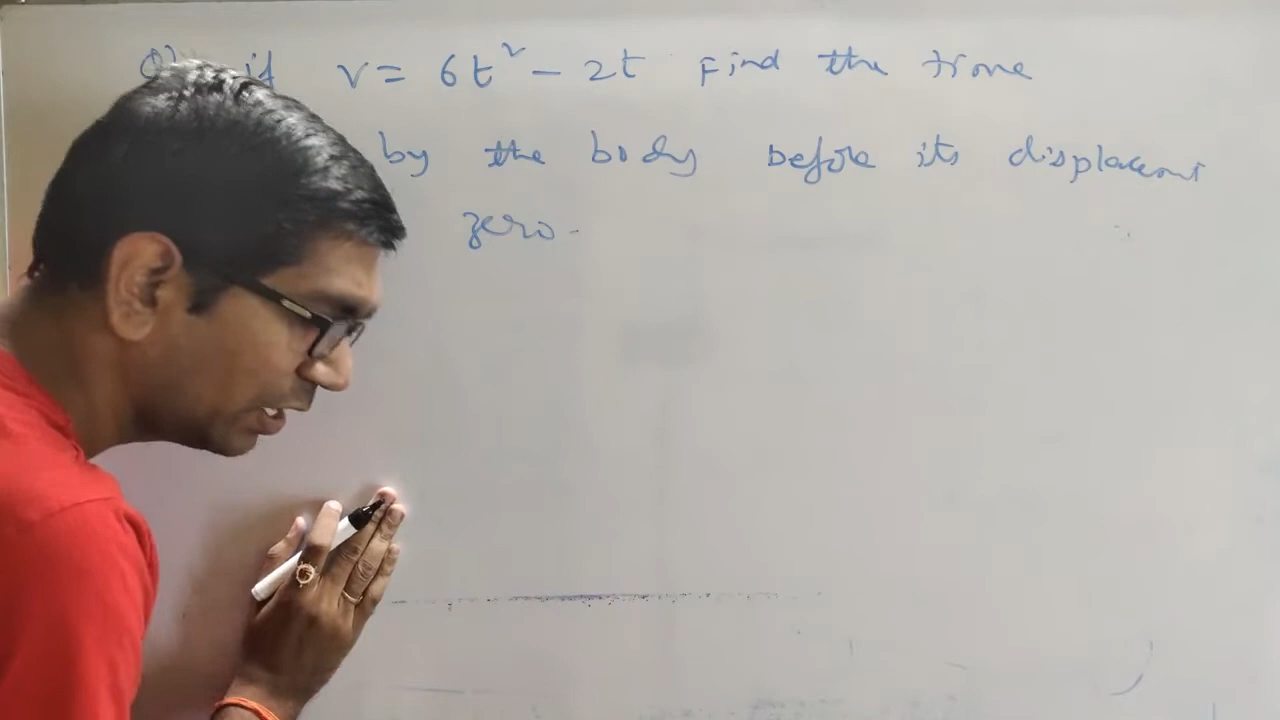 Q) if v = 6t² - 2t Find the time
by the body before its displacement
zero.